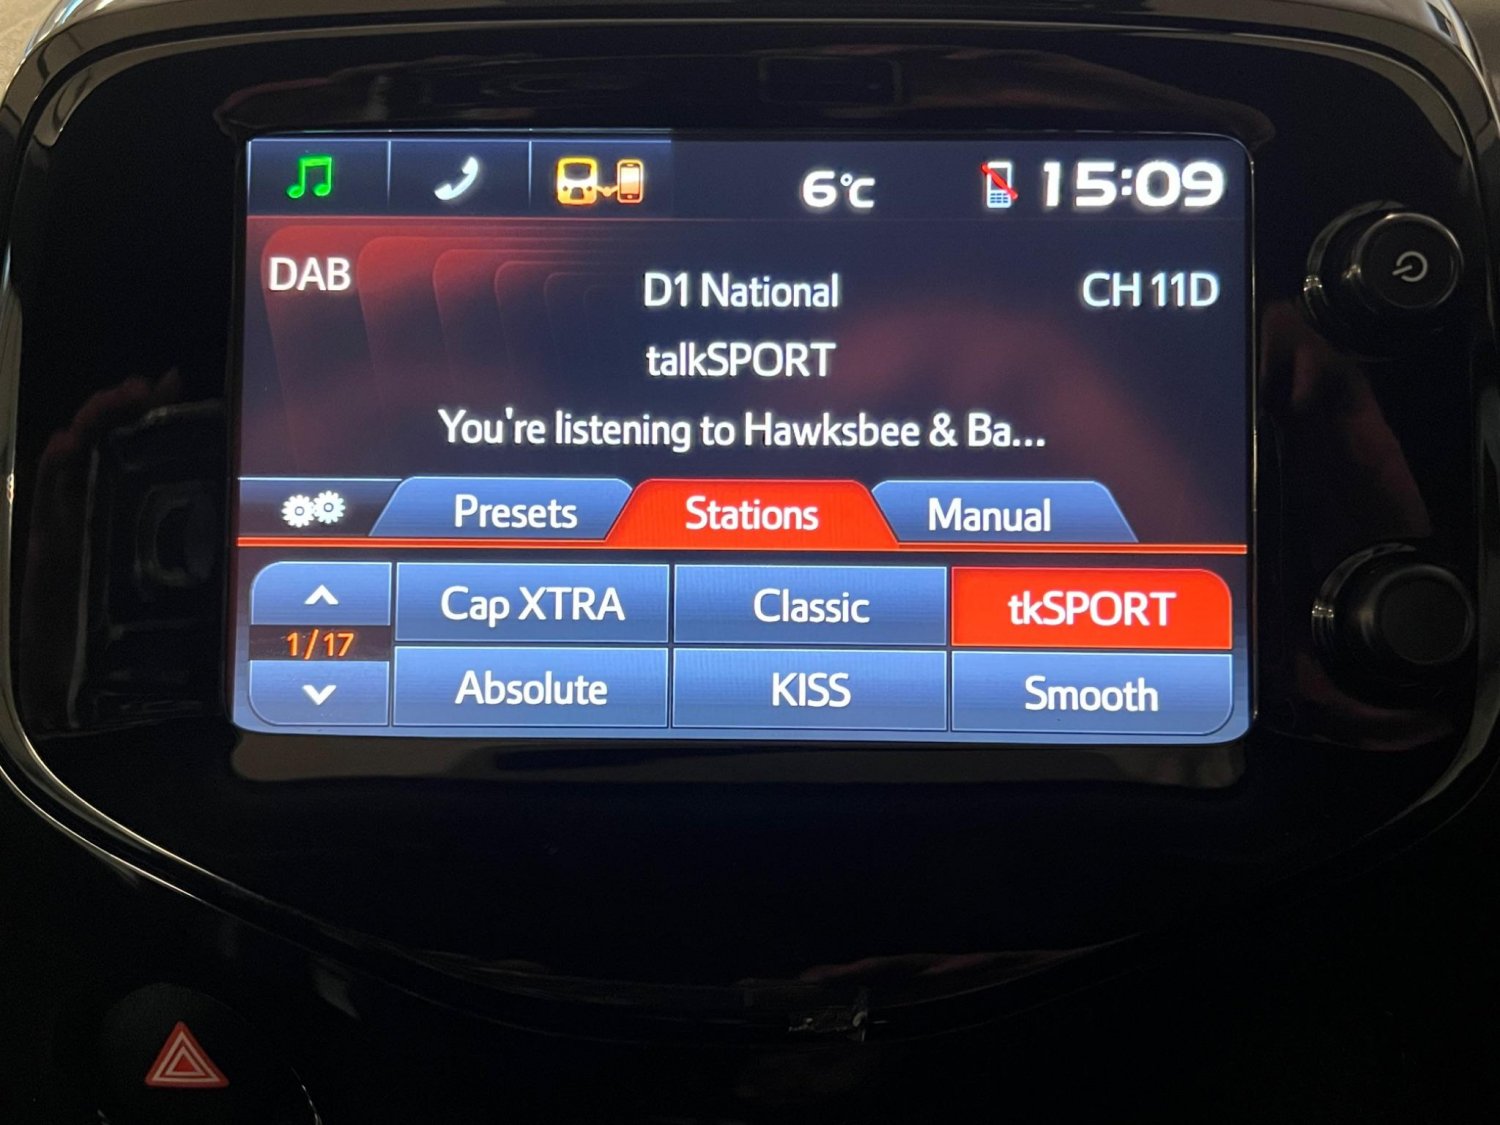 6°C
15:09
DAB
D1 National
CH 11D
talkSPORT
You're listening to Hawksbee & Ba...
Presets
Stations
Manual
1/17
Cap XTRA
Classic
tkSPORT
Absolute
KISS
Smooth